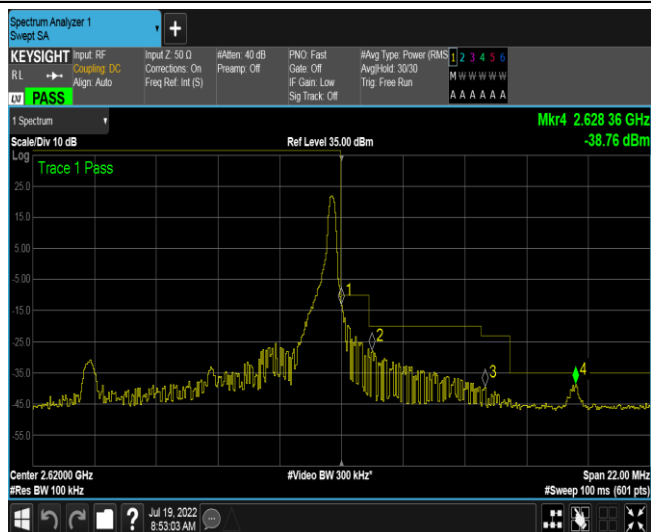 Spectrum Analyzer 1
Swept SA
KEYSIGHT
RL
PASS
Input: RF
Coupling: DC
Align: Auto
Input Z: 50 Ω
Corrections: On
Freq Ref: Int (S)
#Atten: 40 dB
Preamp: Off
PNO: Fast
Gate: Off
IF Gain: Low
Sig Track: Off
#Avg Type: Power (RMS
Avg|Hold: 30/30
Trig: Free Run
1 2 3 4 5 6
M W W W W W
A A A A A A
1 Spectrum
Scale/Div 10 dB
Ref Level 35.00 dBm
Mkr4 2.628 36 GHz
-38.76 dBm
Log
Trace 1 Pass
25.0
15.0
5.00
-5.00
-15.0
-25.0
-35.0
-45.0
-55.0
1
2
3
4
Center 2.62000 GHz
#Video BW 300 kHz*
Span 22.00 MHz
#Res BW 100 kHz
#Sweep 100 ms (601 pts)
Jul 19, 2022
8:53:03 AM